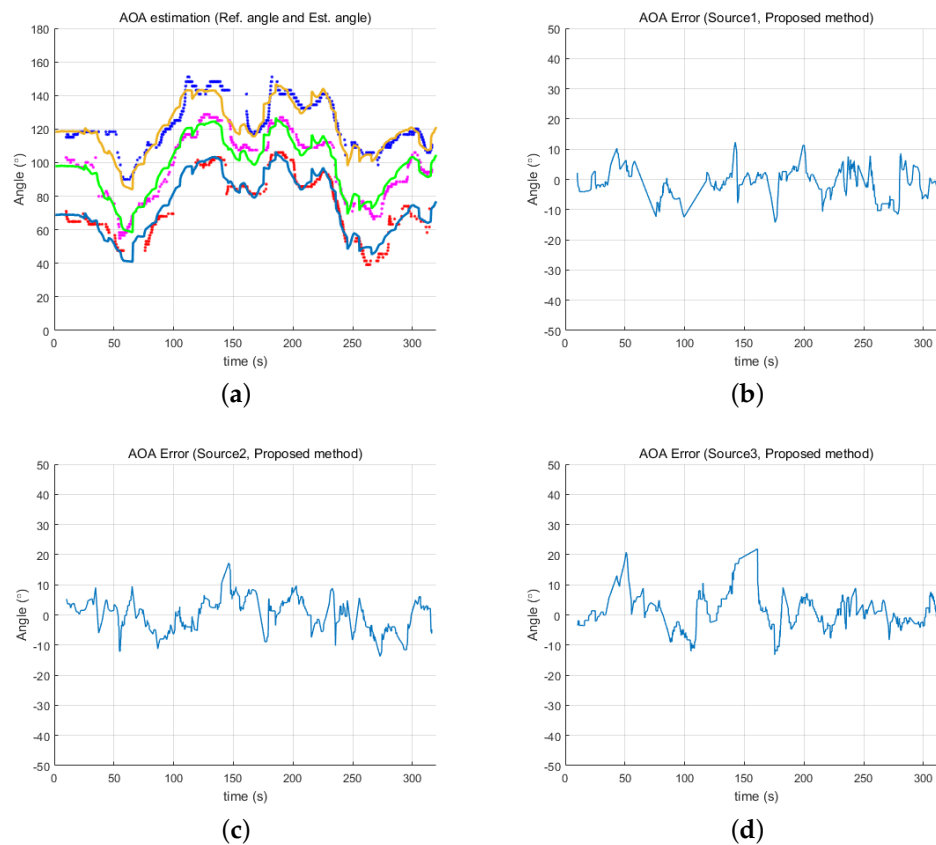 AOA estimation (Ref. angle and Est. angle)
180
160
140
120
100
80
60
40
20
0
Angle (°)
0 50 100 150 200 250 300
time (s)
(a)
AOA Error (Source1, Proposed method)
50
40
30
20
10
0
-10
-20
-30
-40
-50
Angle (°)
0 50 100 150 200 250 300
time (s)
(b)
AOA Error (Source2, Proposed method)
50
40
30
20
10
0
-10
-20
-30
-40
-50
Angle (°)
0 50 100 150 200 250 300
time (s)
(c)
AOA Error (Source3, Proposed method)
50
40
30
20
10
0
-10
-20
-30
-40
-50
Angle (°)
0 50 100 150 200 250 300
time (s)
(d)